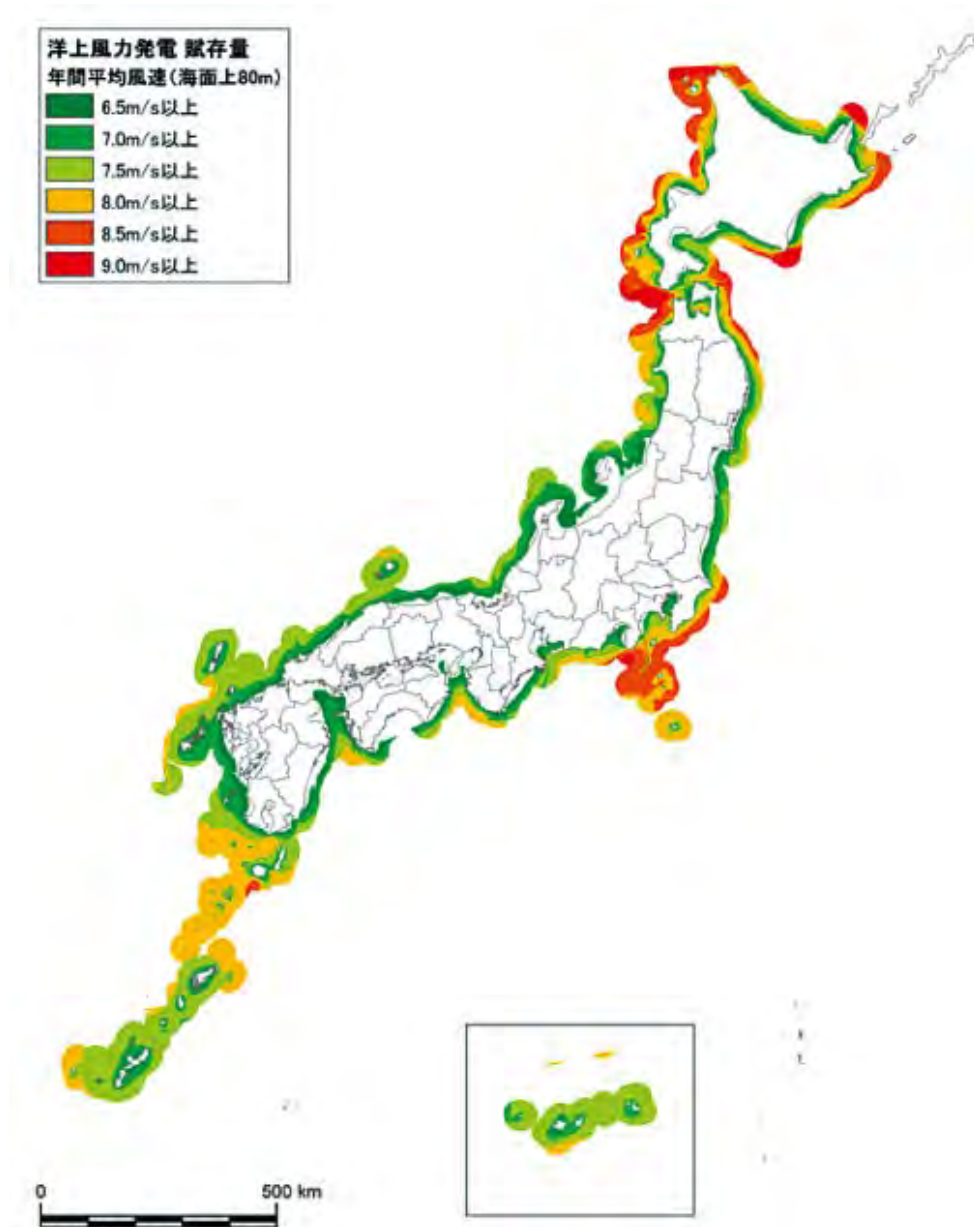 洋上風力発電 賦存量
年間平均風速(海面上80m)
6.5m/s以上
7.0m/s以上
7.5m/s以上
8.0m/s以上
8.5m/s以上
9.0m/s以上
0 500 km